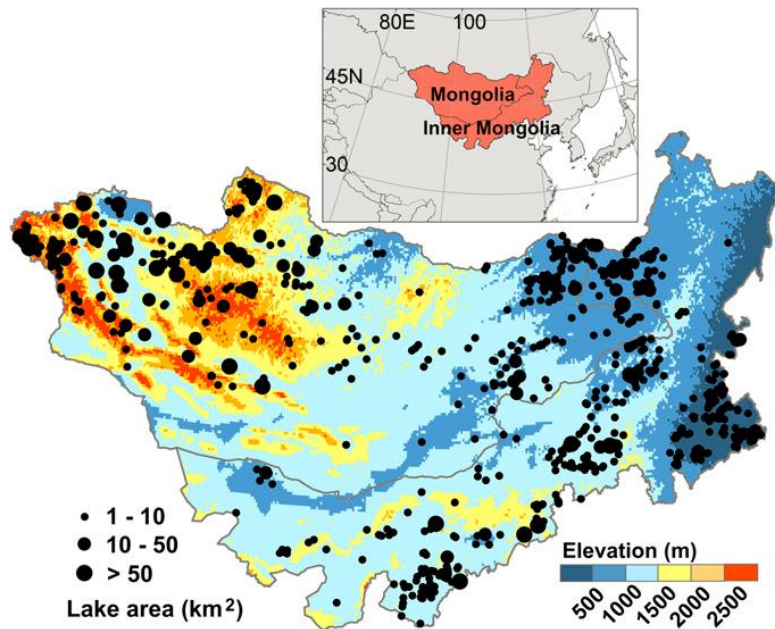 80E
100
45N
Mongolia
Inner Mongolia
30
1 - 10
10 - 50
> 50
Lake area (km²)
Elevation (m)
500
1000
1500
2000
2500